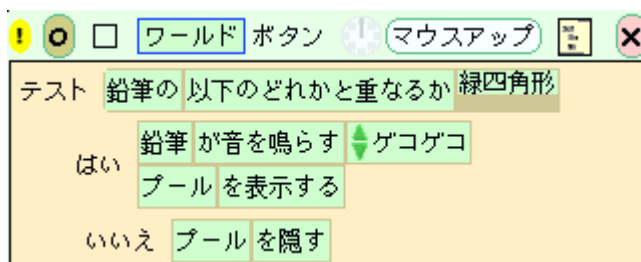 ! ワールド ボタン マウスアップ
テスト 鉛筆の 以下のどれかと重なるか 緑四角形
はい
鉛筆 が音を鳴らす ゲコゲコ
プール を表示する
いいえ プール を隠す